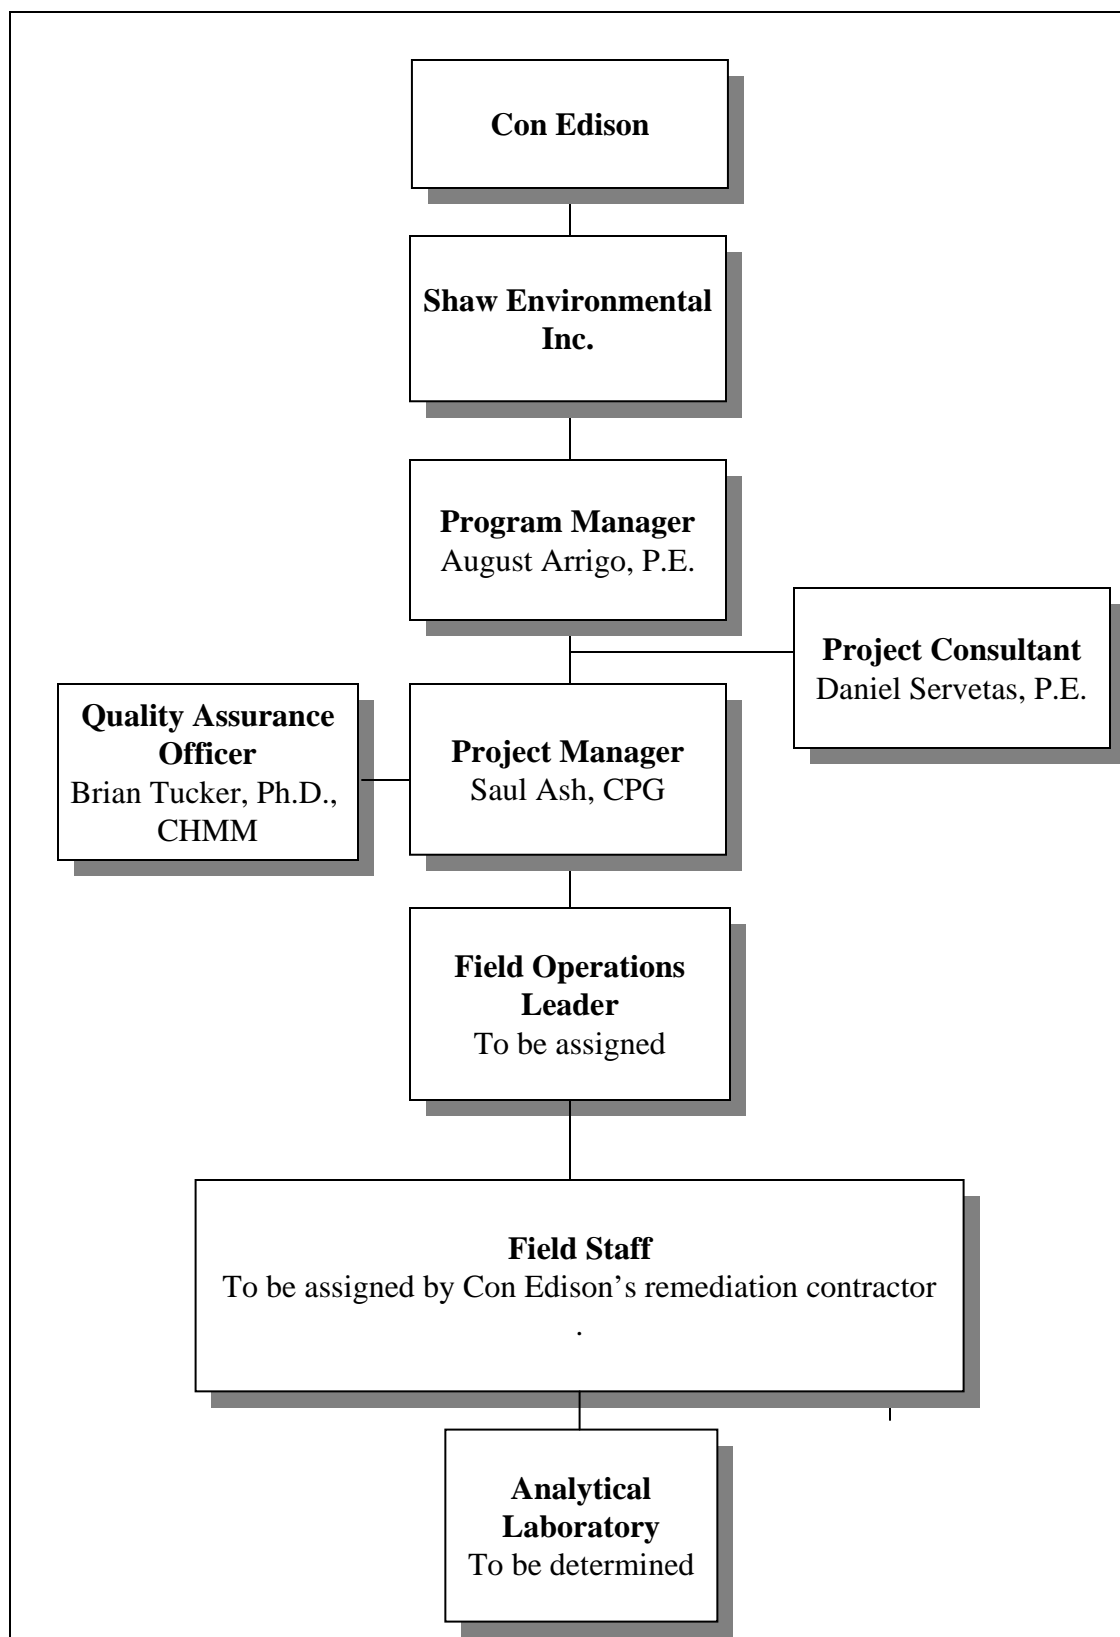 Con Edison
Shaw Environmental
Inc.
Program Manager
August Arrigo, P.E.
Project Consultant
Daniel Servetas, P.E.
Quality Assurance
Officer
Brian Tucker, Ph.D.,
CHMM
Project Manager
Saul Ash, CPG
Field Operations
Leader
To be assigned
Field Staff
To be assigned by Con Edison’s remediation contractor
.
Analytical
Laboratory
To be determined